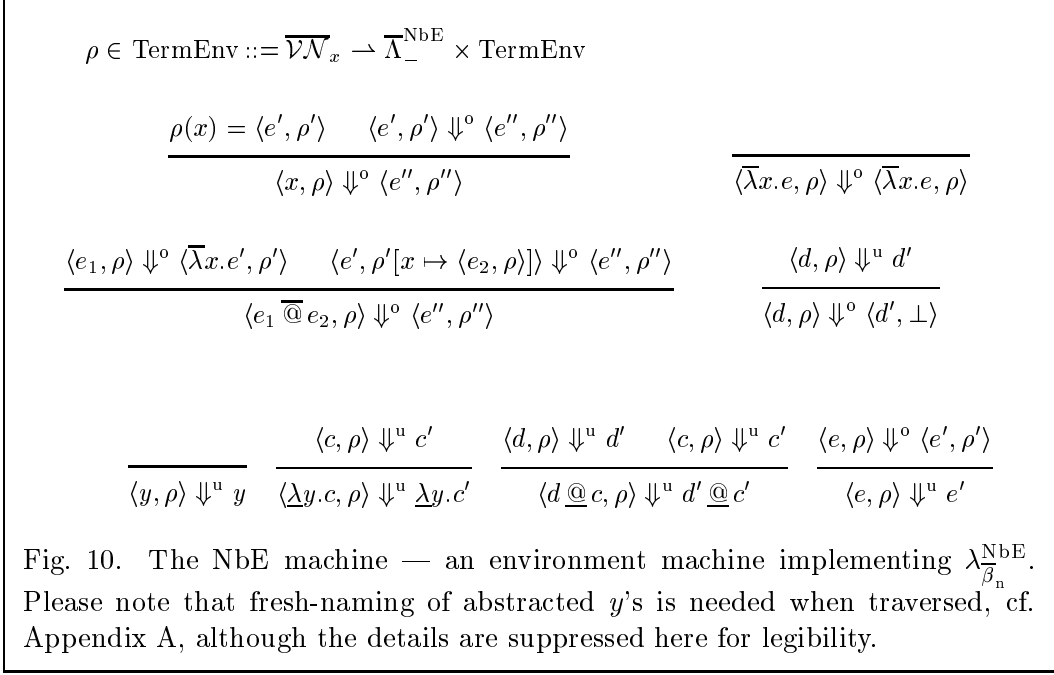 ρ ∈ TermEnv ::= \overline{𝒱𝒩}_x ⇀ \overline{Λ}_−^{NbE} × TermEnv
ρ(x) = ⟨e′, ρ′⟩ ⟨e′, ρ′⟩ ⇓° ⟨e″, ρ″⟩
⟨x, ρ⟩ ⇓° ⟨e″, ρ″⟩ ⟨\overline{λ}x.e, ρ⟩ ⇓° ⟨\overline{λ}x.e, ρ⟩
⟨e₁, ρ⟩ ⇓° ⟨\overline{λ}x.e′, ρ′⟩ ⟨e′, ρ′[x ↦ ⟨e₂, ρ⟩]⟩ ⇓° ⟨e″, ρ″⟩ ⟨d, ρ⟩ ⇓ᵘ d′
⟨e₁ \overline{@} e₂, ρ⟩ ⇓° ⟨e″, ρ″⟩ ⟨d, ρ⟩ ⇓° ⟨d′, ⊥⟩
⟨c, ρ⟩ ⇓ᵘ c′ ⟨d, ρ⟩ ⇓ᵘ d′ ⟨c, ρ⟩ ⇓ᵘ c′ ⟨e, ρ⟩ ⇓° ⟨e′, ρ′⟩
⟨y, ρ⟩ ⇓ᵘ y ⟨\underline{λ}y.c, ρ⟩ ⇓ᵘ \underline{λ}y.c′ ⟨d \underline{@} c, ρ⟩ ⇓ᵘ d′ \underline{@} c′ ⟨e, ρ⟩ ⇓ᵘ e′
Fig. 10. The NbE machine — an environment machine implementing λ_{\overline{β}_n}^{NbE}.
Please note that fresh-naming of abstracted y's is needed when traversed, cf.
Appendix A, although the details are suppressed here for legibility.